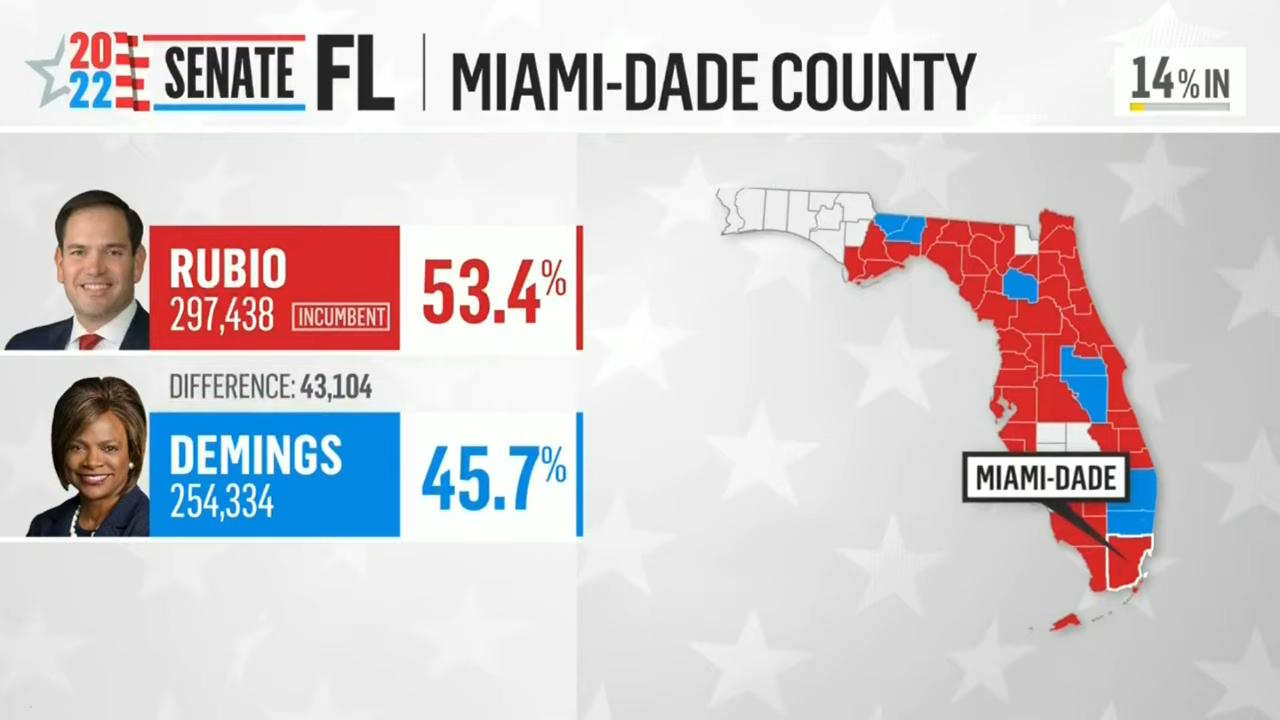 2022 SENATE FL MIAMI-DADE COUNTY 14% IN
RUBIO
297,438 INCUMBENT
53.4%
DIFFERENCE: 43,104
DEMINGS
254,334
45.7%
MIAMI-DADE